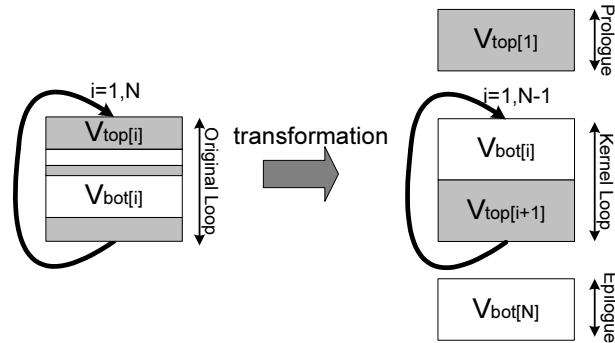 i=1,N
Vtop[i]
Vbot[i]
Original Loop
transformation
Vtop[1]
Prologue
i=1,N-1
Vbot[i]
Vtop[i+1]
Kernel Loop
Vbot[N]
Epilogue